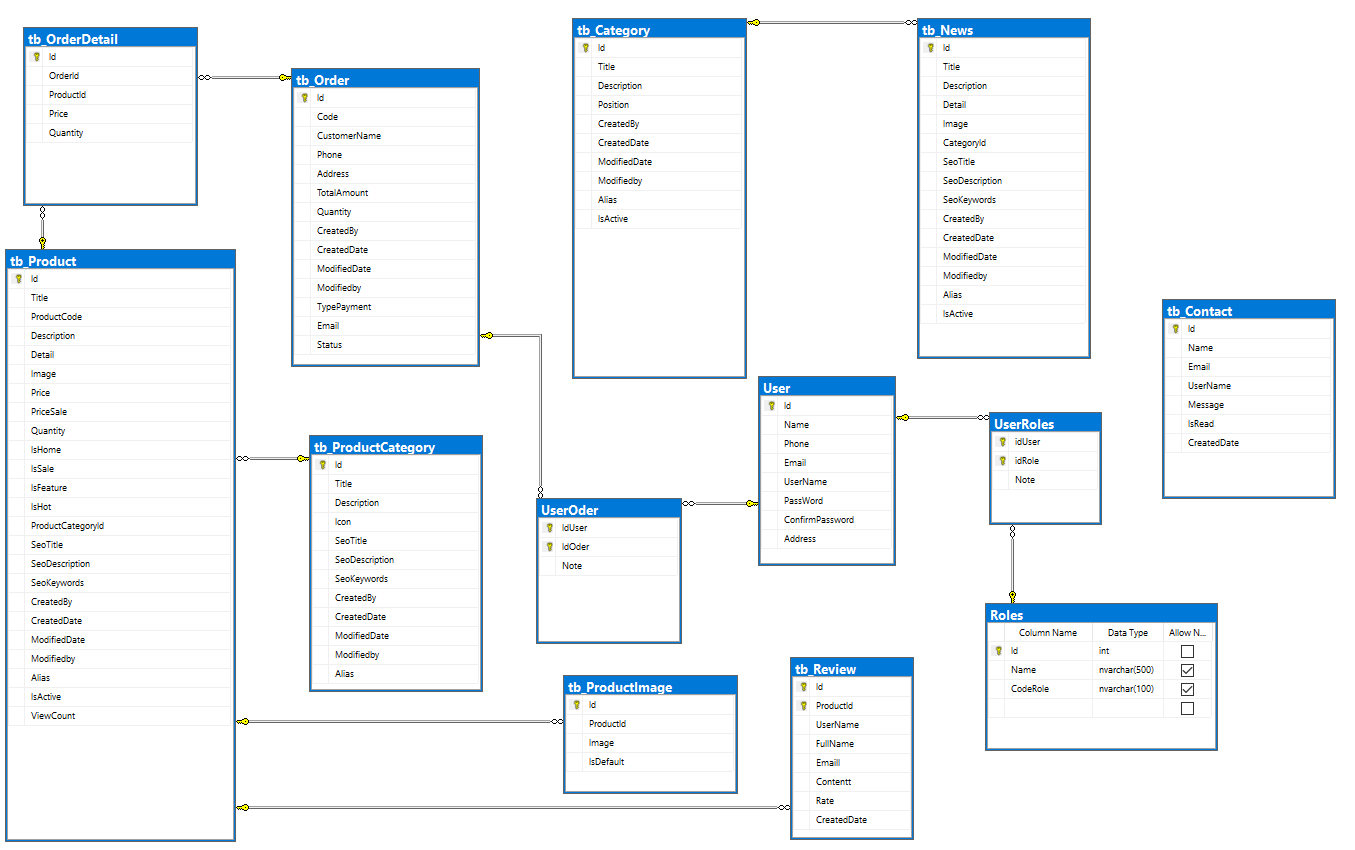 tb_OrderDetail
Id
OrderId
ProductId
Price
Quantity
tb_Order
Id
Code
CustomerName
Phone
Address
TotalAmount
Quantity
CreatedBy
CreatedDate
ModifiedDate
Modifiedby
TypePayment
Email
Status
tb_Category
Id
Title
Description
Position
CreatedBy
CreatedDate
ModifiedDate
Modifiedby
Alias
IsActive
tb_News
Id
Title
Description
Detail
Image
CategoryId
SeoTitle
SeoDescription
SeoKeywords
CreatedBy
CreatedDate
ModifiedDate
Modifiedby
Alias
IsActive
tb_Product
Id
Title
ProductCode
Description
Detail
Image
Price
PriceSale
Quantity
IsHome
IsSale
IsFeature
IsHot
ProductCategoryId
SeoTitle
SeoDescription
SeoKeywords
CreatedBy
CreatedDate
ModifiedDate
Modifiedby
Alias
IsActive
ViewCount
tb_ProductCategory
Id
Title
Description
Icon
SeoTitle
SeoDescription
SeoKeywords
CreatedBy
CreatedDate
ModifiedDate
Modifiedby
Alias
UserOder
IdUser
IdOder
Note
User
Id
Name
Phone
Email
UserName
PassWord
ConfirmPassword
Address
UserRoles
idUser
idRole
Note
tb_Contact
Id
Name
Email
UserName
Message
IsRead
CreatedDate
Roles
Column Name Data Type Allow N...
Id int
Name nvarchar(500)
CodeRole nvarchar(100)
tb_ProductImage
Id
ProductId
Image
IsDefault
tb_Review
Id
ProductId
UserName
FullName
Emaill
Contentt
Rate
CreatedDate